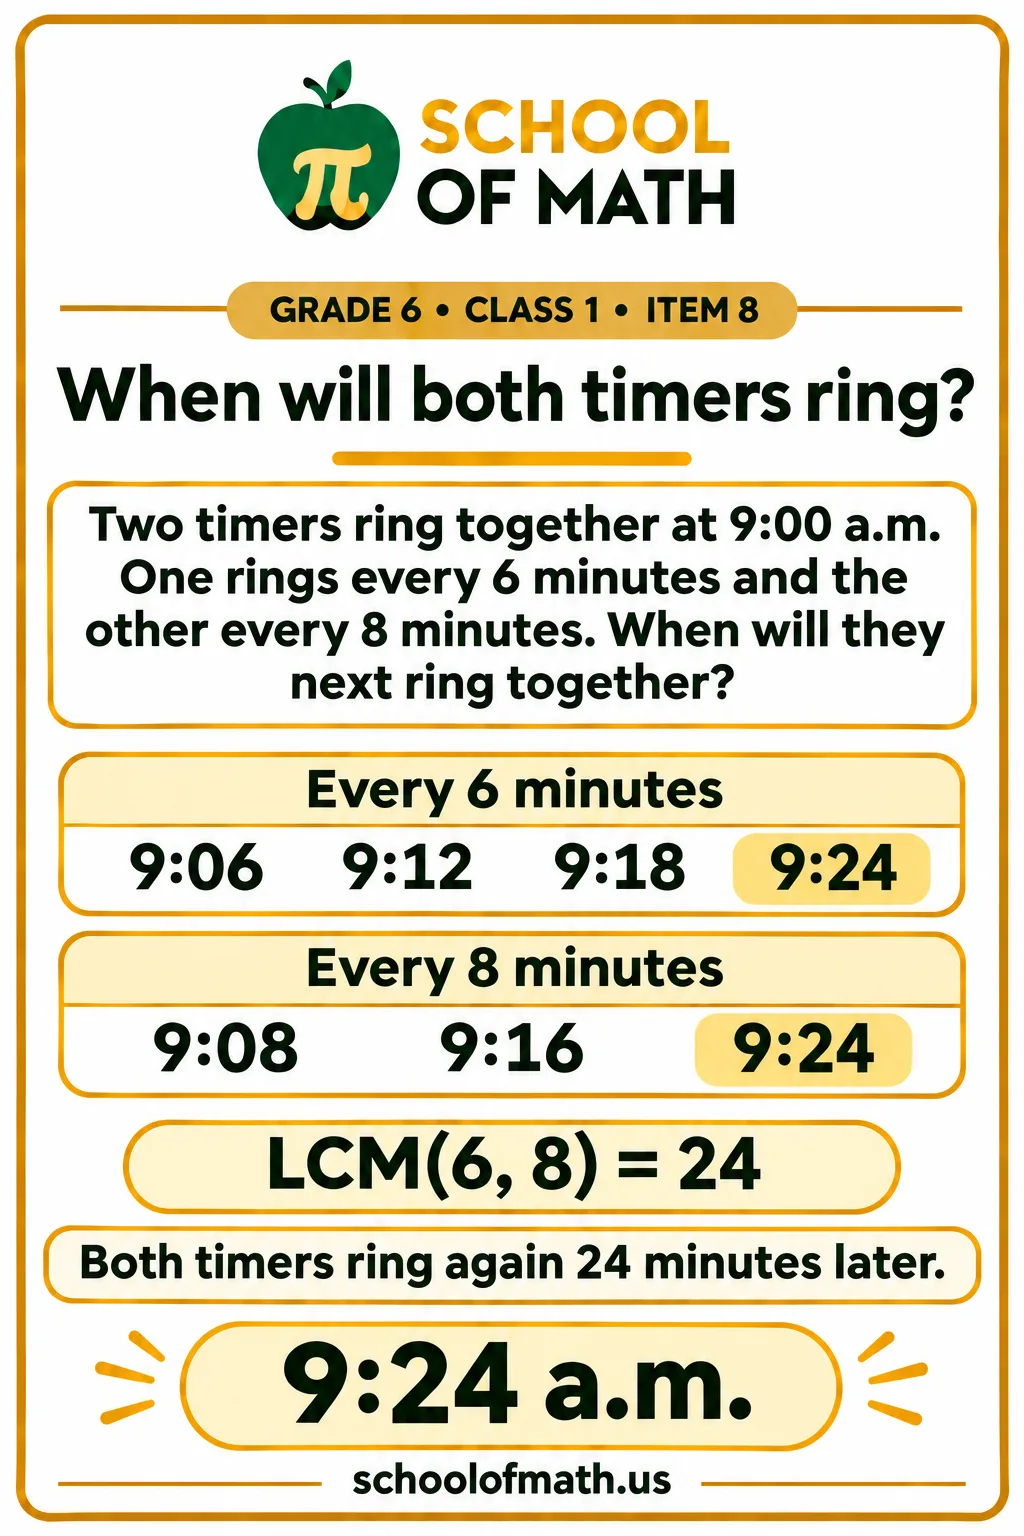 π
SCHOOL
OF MATH
GRADE 6 • CLASS 1 • ITEM 8
When will both timers ring?
Two timers ring together at 9:00 a.m.
One rings every 6 minutes and the
other every 8 minutes. When will they
next ring together?
Every 6 minutes
9:06 9:12 9:18 9:24
Every 8 minutes
9:08 9:16 9:24
LCM(6, 8) = 24
Both timers ring again 24 minutes later.
9:24 a.m.
schoolofmath.us